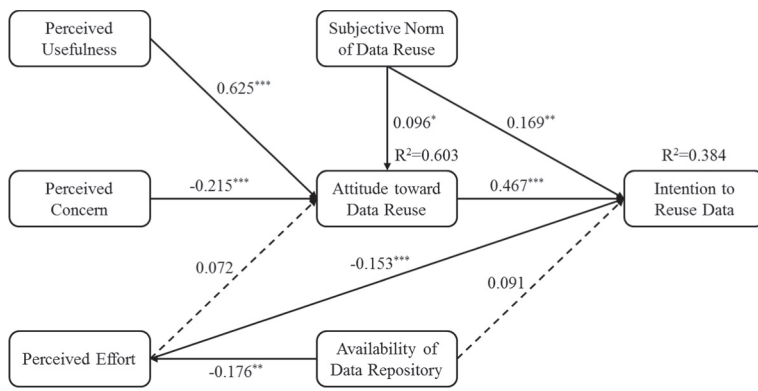 Perceived
Usefulness
Subjective Norm
of Data Reuse
0.625***
0.096*
0.169**
R²=0.603
R²=0.384
Perceived
Concern
-0.215***
Attitude toward
Data Reuse
0.467***
Intention to
Reuse Data
0.072
-0.153***
0.091
Perceived Effort
-0.176**
Availability of
Data Repository